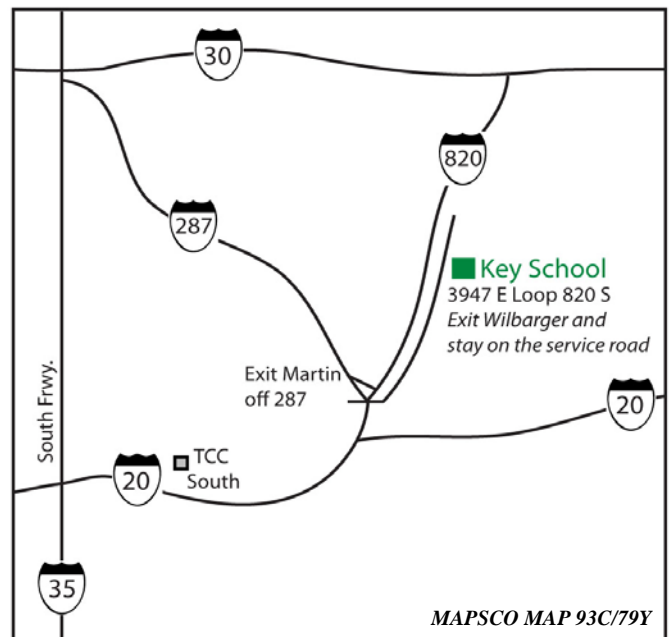 30
820
287
Key School
3947 E Loop 820 S
Exit Wilbarger and
stay on the service road
Exit Martin
off 287
20
South Frwy.
TCC
South
20
35
MAPSCO MAP 93C/79Y